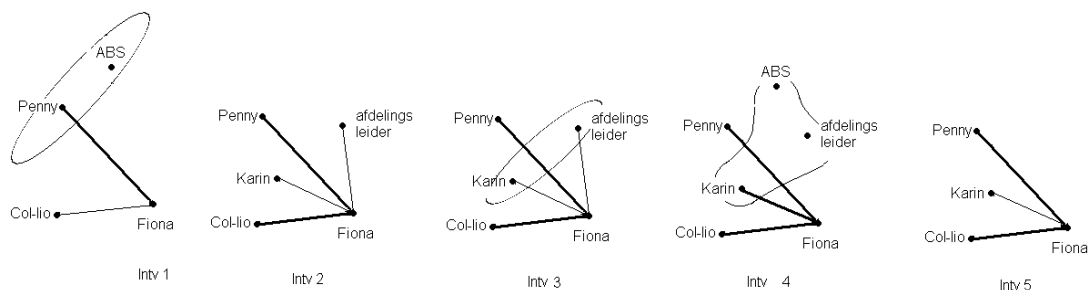 ABS
Penny
Col-lio
Fiona
Intv 1
Penny
afdelings
leider
Karin
Col-lio
Fiona
Intv 2
Penny
afdelings
leider
Karin
Col-lio
Fiona
Intv 3
ABS
Penny
afdelings
leider
Karin
Col-lio
Fiona
Intv 4
Penny
Karin
Col-lio
Fiona
Intv 5